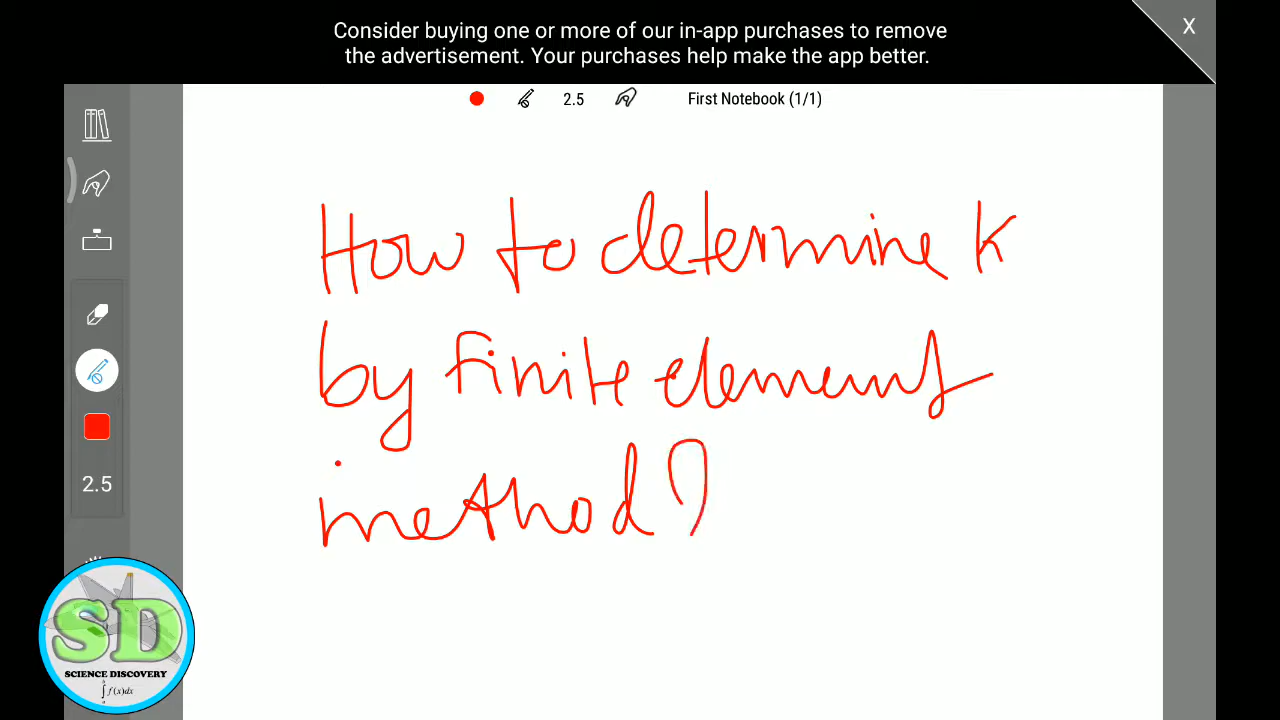 Consider buying one or more of our in-app purchases to remove
the advertisement. Your purchases help make the app better.
X
2.5
First Notebook (1/1)
How to determine K
by finite element
method?
2.5
SD
SCIENCE DISCOVERY
∫f(x)dx